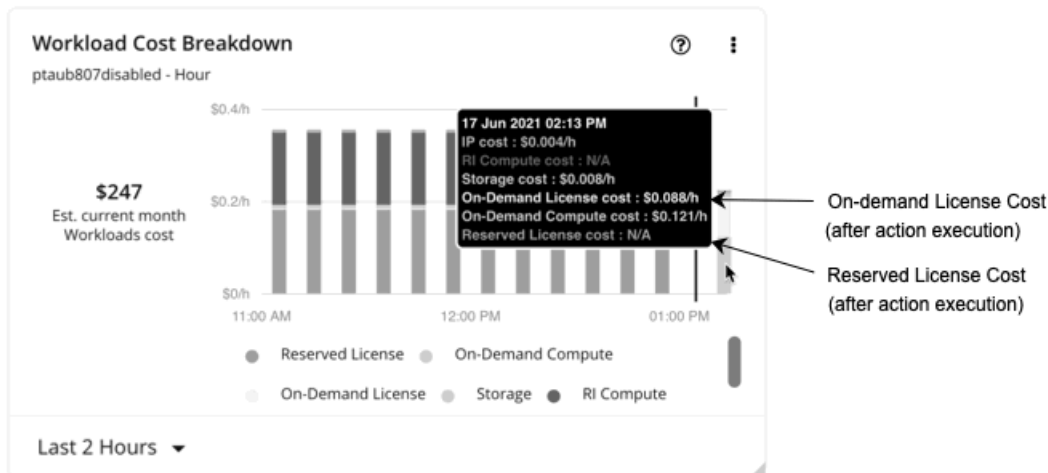 Workload Cost Breakdown
ptaub807disabled - Hour
$0.4/h
$0.2/h
$0/h
$247
Est. current month
Workloads cost
17 Jun 2021 02:13 PM
IP cost : $0.004/h
RI Compute cost : N/A
Storage cost : $0.008/h
On-Demand License cost : $0.088/h
On-Demand Compute cost : $0.121/h
Reserved License cost : N/A
On-demand License Cost
(after action execution)
Reserved License Cost
(after action execution)
11:00 AM 12:00 PM 01:00 PM
Reserved License On-Demand Compute
On-Demand License Storage RI Compute
Last 2 Hours